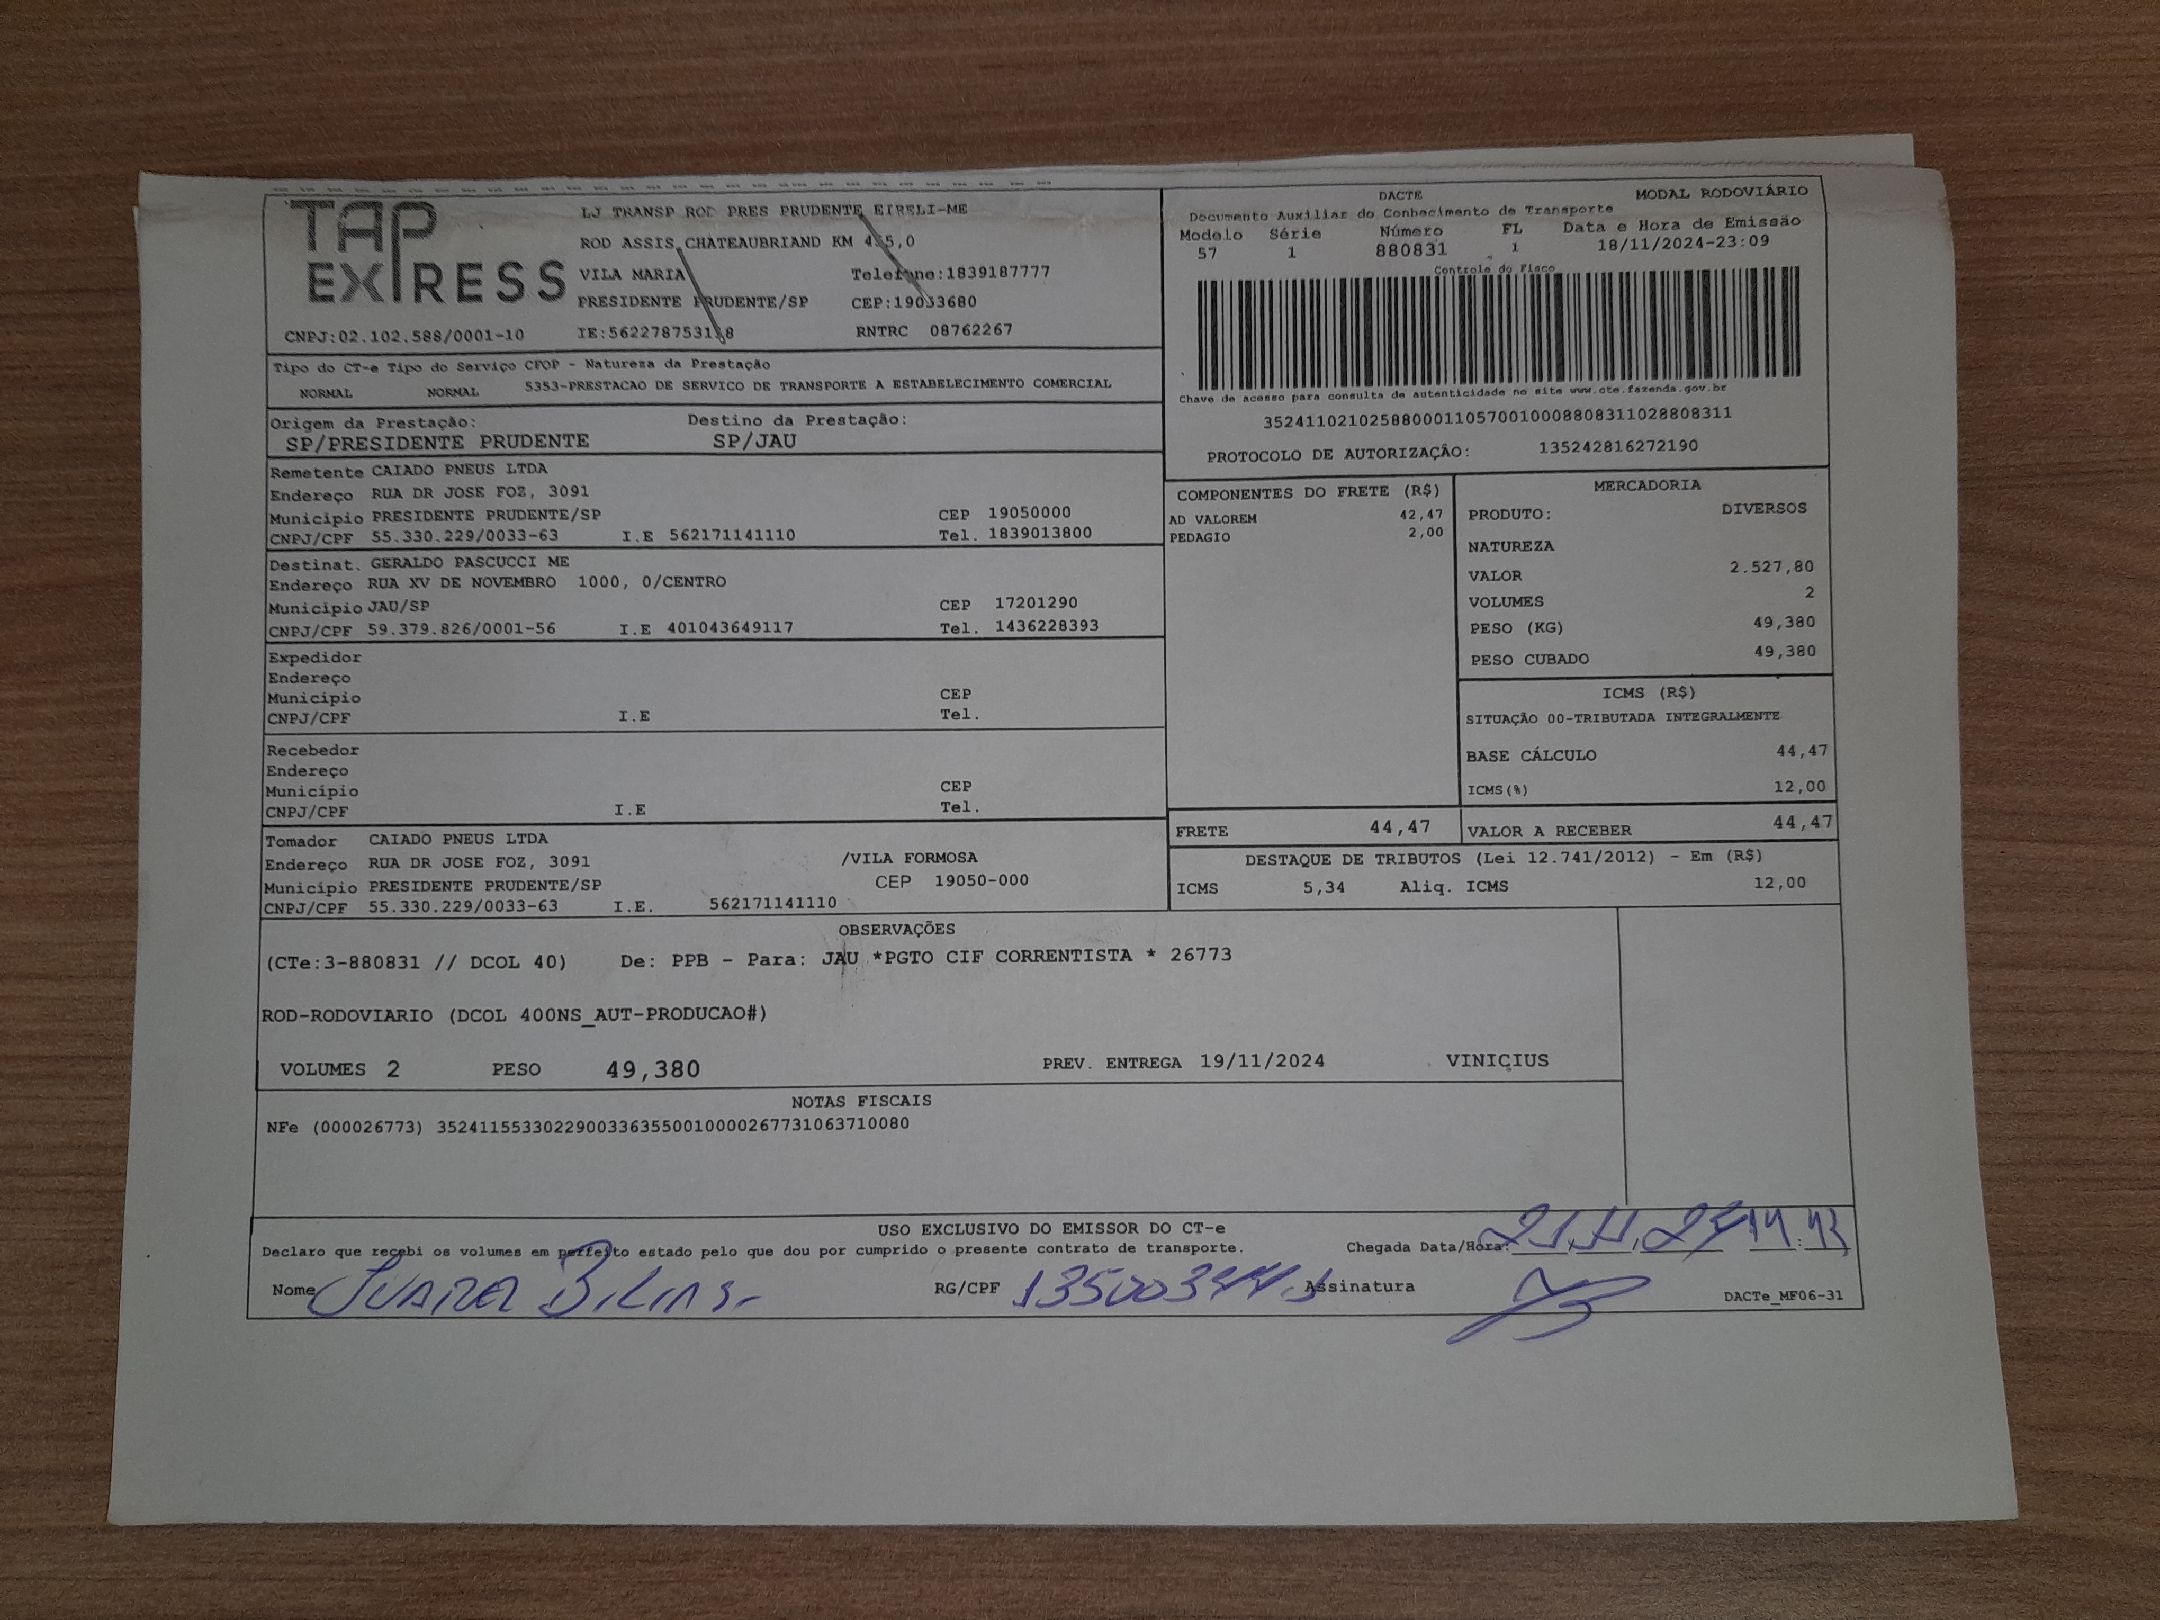 TAP EXPRESS
LJ TRANSP ROD PRES PRUDENTE EIRELI-ME
ROD ASSIS CHATEAUBRIAND KM 455,0
VILA MARIA Telefone:1839187777
PRESIDENTE PRUDENTE/SP CEP:19033680
CNPJ:02.102.588/0001-10 IE:562278753118 RNTRC 08762267
DACTE MODAL RODOVIÁRIO
Documento Auxiliar do Conhecimento de Transporte
Modelo Série Número FL Data e Hora de Emissão
57 1 880831 1 18/11/2024-23:09
Controle do Fisco
Chave de acesso para consulta de autenticidade no site www.cte.fazenda.gov.br
35241102102588000110570010008808311028808311
PROTOCOLO DE AUTORIZAÇÃO: 135242816272190
Tipo do CT-e Tipo do Serviço CFOP - Natureza da Prestação
NORMAL NORMAL 5353-PRESTACAO DE SERVICO DE TRANSPORTE A ESTABELECIMENTO COMERCIAL
Origem da Prestação: Destino da Prestação:
SP/PRESIDENTE PRUDENTE SP/JAU
Remetente CAIADO PNEUS LTDA
Endereço RUA DR JOSE FOZ, 3091
Município PRESIDENTE PRUDENTE/SP CEP 19050000
CNPJ/CPF 55.330.229/0033-63 I.E 562171141110 Tel. 1839013800
Destinat. GERALDO PASCUCCI ME
Endereço RUA XV DE NOVEMBRO 1000, 0/CENTRO
Município JAU/SP CEP 17201290
CNPJ/CPF 59.379.826/0001-56 I.E 401043649117 Tel. 1436228393
Expedidor
Endereço
Município CEP
CNPJ/CPF I.E Tel.
Recebedor
Endereço
Município CEP
CNPJ/CPF I.E Tel.
Tomador CAIADO PNEUS LTDA
Endereço RUA DR JOSE FOZ, 3091 /VILA FORMOSA
Município PRESIDENTE PRUDENTE/SP CEP 19050-000
CNPJ/CPF 55.330.229/0033-63 I.E. 562171141110
COMPONENTES DO FRETE (R$)
AD VALOREM 42,47
PEDAGIO 2,00
MERCADORIA
PRODUTO: DIVERSOS
NATUREZA
VALOR 2.527,80
VOLUMES 2
PESO (KG) 49,380
PESO CUBADO 49,380
ICMS (R$)
SITUAÇÃO 00-TRIBUTADA INTEGRALMENTE
BASE CÁLCULO 44,47
ICMS(%) 12,00
FRETE 44,47 VALOR A RECEBER 44,47
DESTAQUE DE TRIBUTOS (Lei 12.741/2012) - Em (R$)
ICMS 5,34 Aliq. ICMS 12,00
OBSERVAÇÕES
(CTe:3-880831 // DCOL 40) De: PPB - Para: JAU *PGTO CIF CORRENTISTA * 26773
ROD-RODOVIARIO (DCOL 400NS_AUT-PRODUCAO#)
VOLUMES 2 PESO 49,380 PREV. ENTREGA 19/11/2024 VINICIUS
NOTAS FISCAIS
NFe (000026773) 35241155330229003363550010000267731063710080
USO EXCLUSIVO DO EMISSOR DO CT-e
Declaro que recebi os volumes em perfeito estado pelo que dou por cumprido o presente contrato de transporte. Chegada Data/Hora:
Nome RG/CPF Assinatura
DACTe_MF06-31